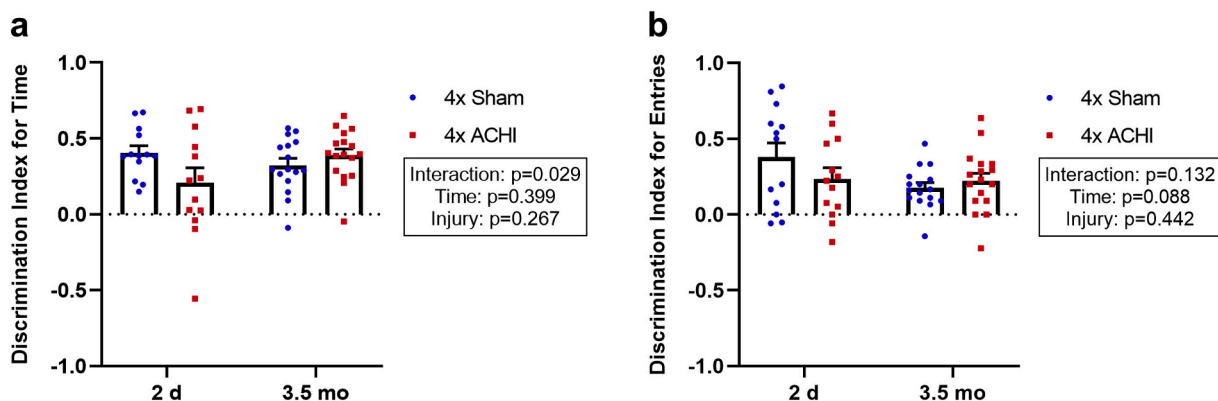 a
Discrimination Index for Time
1.0
0.5
0.0
-0.5
-1.0
2 d
3.5 mo
4x Sham
4x ACHI
Interaction: p=0.029
Time: p=0.399
Injury: p=0.267
b
Discrimination Index for Entries
1.0
0.5
0.0
-0.5
-1.0
2 d
3.5 mo
4x Sham
4x ACHI
Interaction: p=0.132
Time: p=0.088
Injury: p=0.442